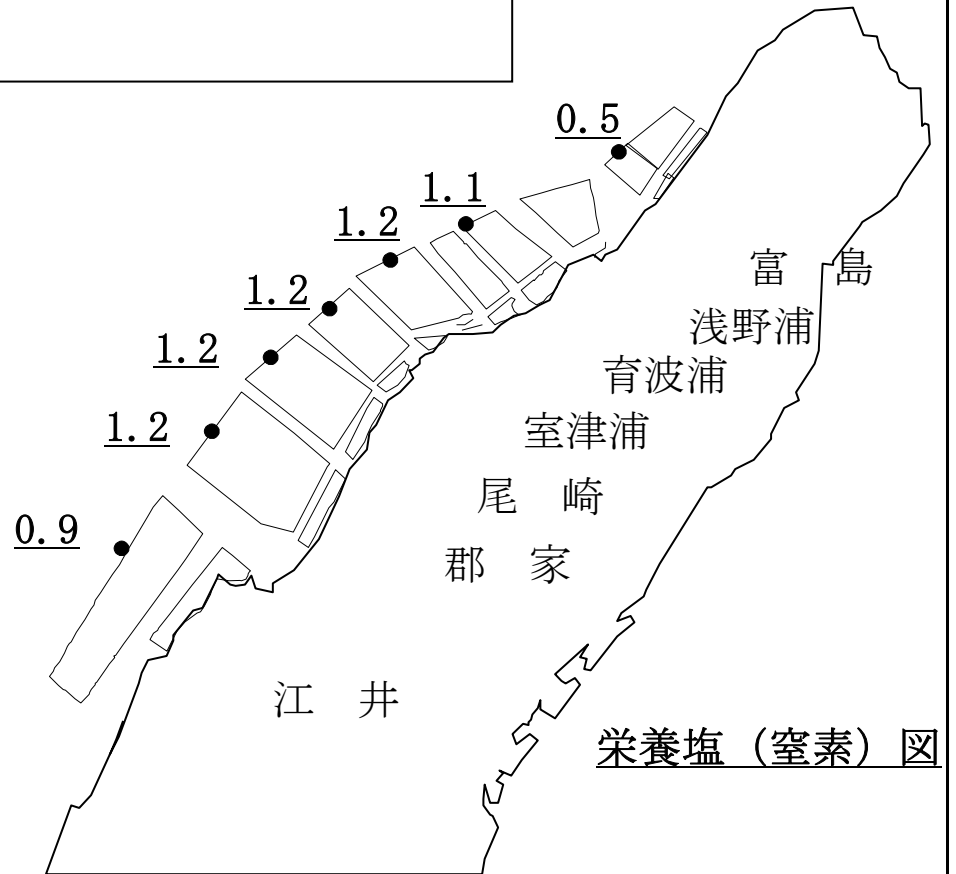 0.5
1.1
1.2
1.2
1.2
1.2
0.9
富　島
浅野浦
育波浦
室津浦
尾　崎
郡　家
江　井
栄養塩（窒素）図